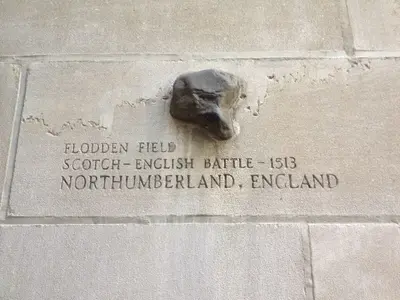 FLODDEN FIELD
SCOTCH-ENGLISH BATTLE-1513
NORTHUMBERLAND, ENGLAND